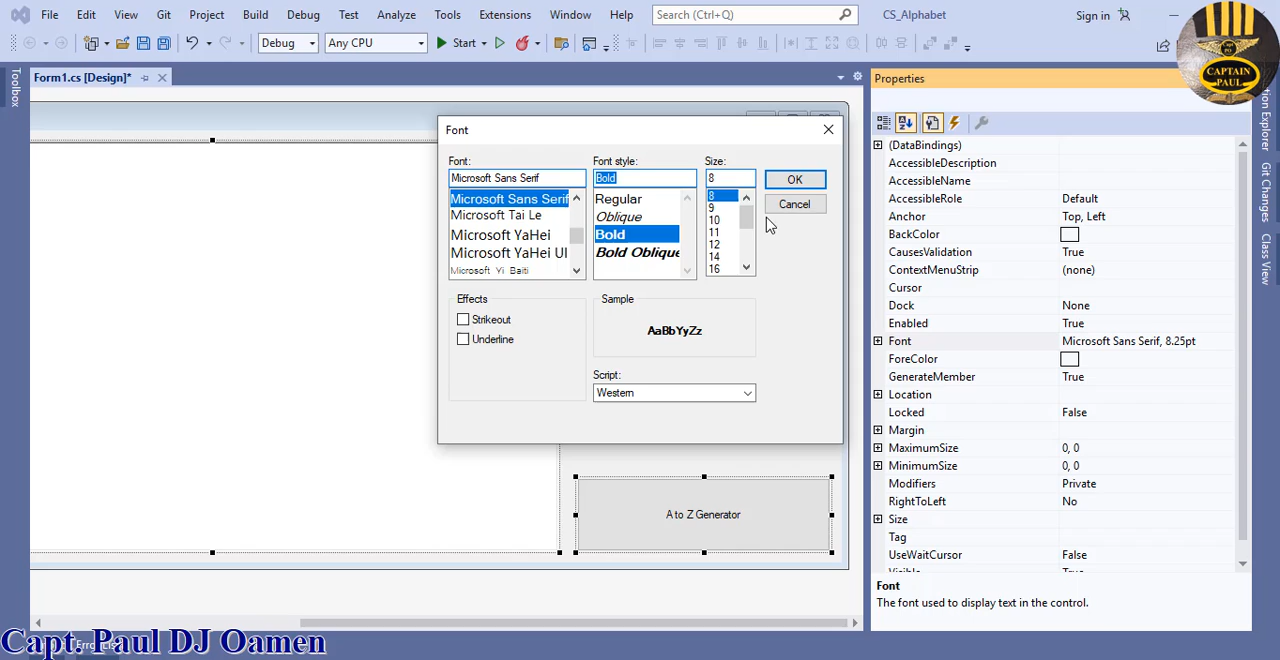 File Edit View Git Project Build Debug Test Analyze Tools Extensions Window Help Search (Ctrl+Q) CS_Alphabet Sign in
Debug Any CPU Start
CAPTAIN PAUL
Toolbox
Form1.cs [Design]*
Properties
Font
Font: Font style: Size:
Microsoft Sans Serif Bold 8 OK
Cancel
Microsoft Sans Serif
Microsoft Tai Le
Microsoft YaHei
Microsoft YaHei UI
Microsoft Yi Baiti
Regular
Oblique
Bold
Bold Oblique
8
9
10
11
12
14
16
Effects
Strikeout
Underline
Sample
AaBbYyZz
Script:
Western
A to Z Generator
(DataBindings)
AccessibleDescription
AccessibleName
AccessibleRole Default
Anchor Top, Left
BackColor
CausesValidation True
ContextMenuStrip (none)
Cursor
Dock None
Enabled True
Font Microsoft Sans Serif, 8.25pt
ForeColor
GenerateMember True
Location
Locked False
Margin
MaximumSize 0, 0
MinimumSize 0, 0
Modifiers Private
RightToLeft No
Size
Tag
UseWaitCursor False
Font
The font used to display text in the control.
Git Changes
Class View
Capt. Paul DJ Oamen